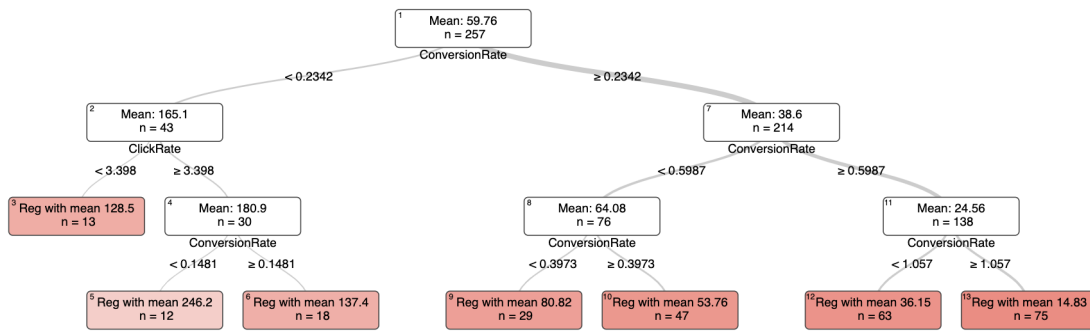 1
Mean: 59.76
n = 257
ConversionRate
< 0.2342
≥ 0.2342
2
Mean: 165.1
n = 43
ClickRate
7
Mean: 38.6
n = 214
ConversionRate
< 3.398
≥ 3.398
< 0.5987
≥ 0.5987
3
Reg with mean 128.5
n = 13
4
Mean: 180.9
n = 30
ConversionRate
8
Mean: 64.08
n = 76
ConversionRate
11
Mean: 24.56
n = 138
ConversionRate
< 0.1481
≥ 0.1481
< 0.3973
≥ 0.3973
< 1.057
≥ 1.057
5
Reg with mean 246.2
n = 12
6
Reg with mean 137.4
n = 18
9
Reg with mean 80.82
n = 29
10
Reg with mean 53.76
n = 47
12
Reg with mean 36.15
n = 63
13
Reg with mean 14.83
n = 75